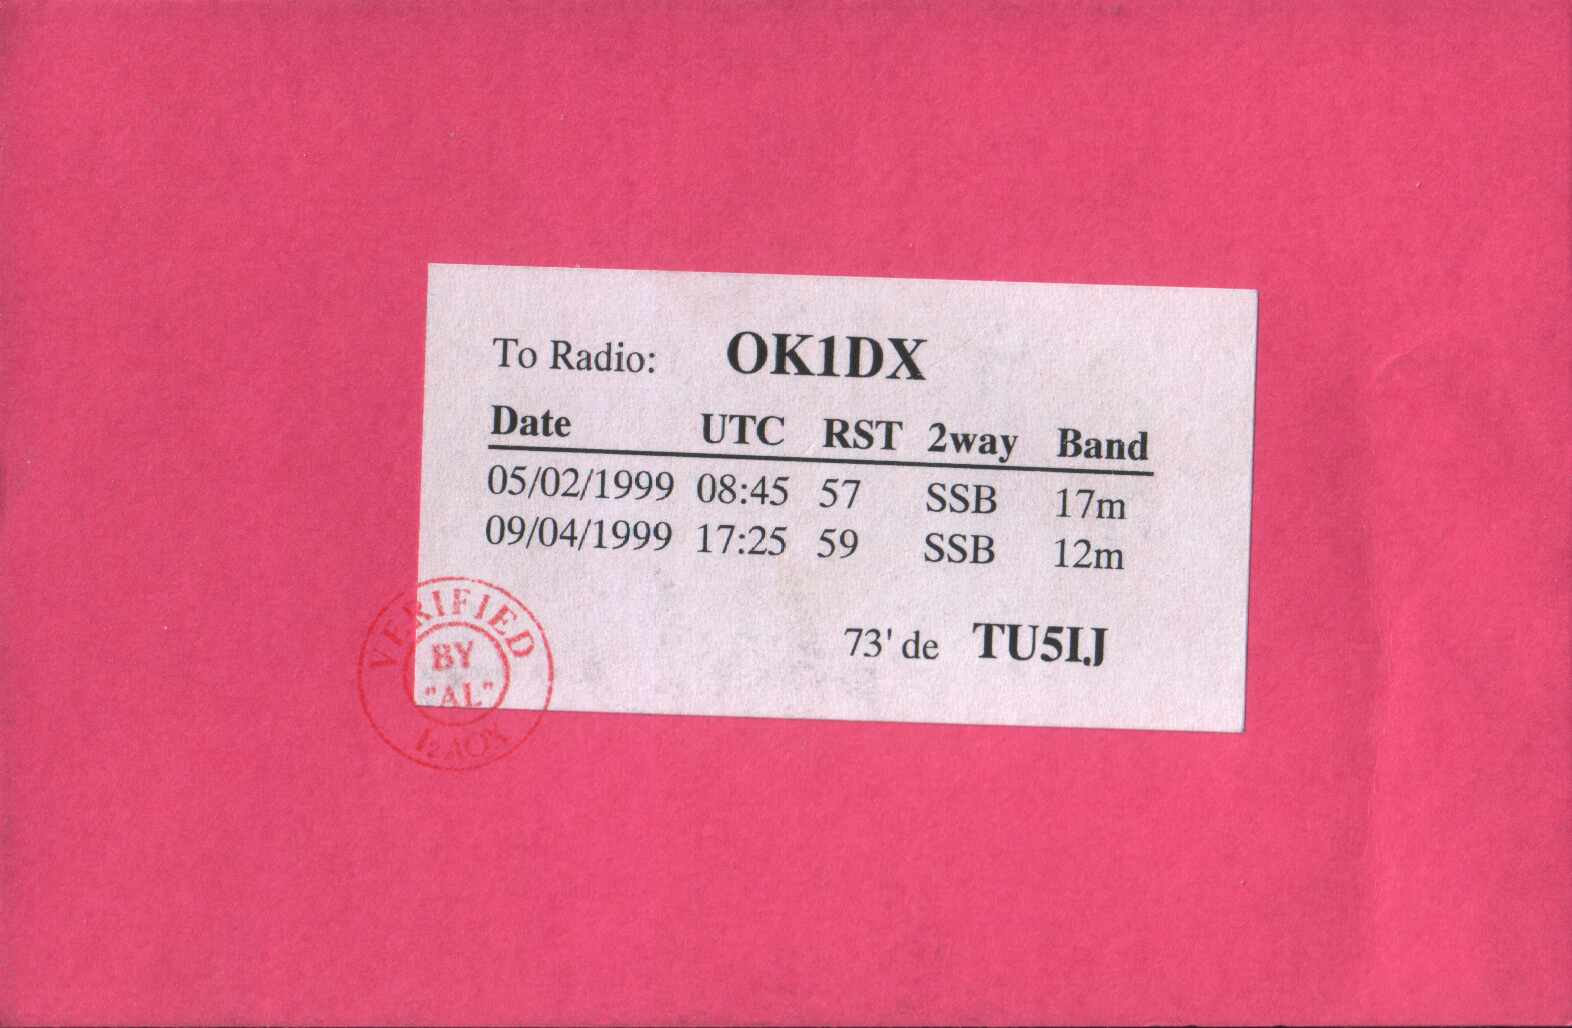 To Radio: OK1DX
Date UTC RST 2way Band
05/02/1999 08:45 57 SSB 17m
09/04/1999 17:25 59 SSB 12m
73' de TU5IJ
VERIFIED
BY
"AL"